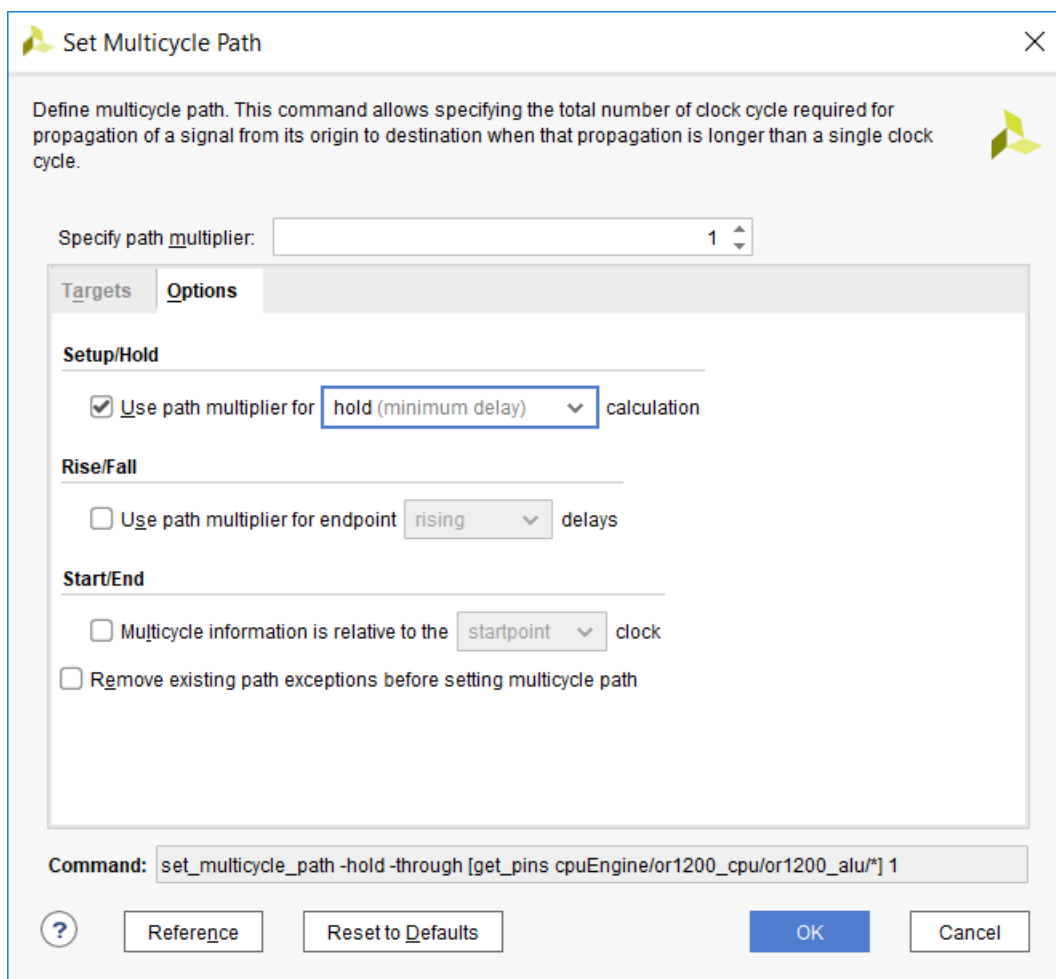 Set Multicycle Path
Define multicycle path. This command allows specifying the total number of clock cycle required for
propagation of a signal from its origin to destination when that propagation is longer than a single clock
cycle.
Specify path multiplier: 1
Targets Options
Setup/Hold
Use path multiplier for hold (minimum delay) calculation
Rise/Fall
Use path multiplier for endpoint rising delays
Start/End
Multicycle information is relative to the startpoint clock
Remove existing path exceptions before setting multicycle path
Command: set_multicycle_path -hold -through [get_pins cpuEngine/or1200_cpu/or1200_alu/*] 1
? Reference Reset to Defaults OK Cancel